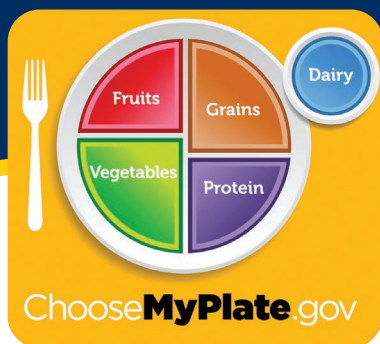 Dairy
Fruits
Grains
Vegetables
Protein
ChooseMyPlate.gov